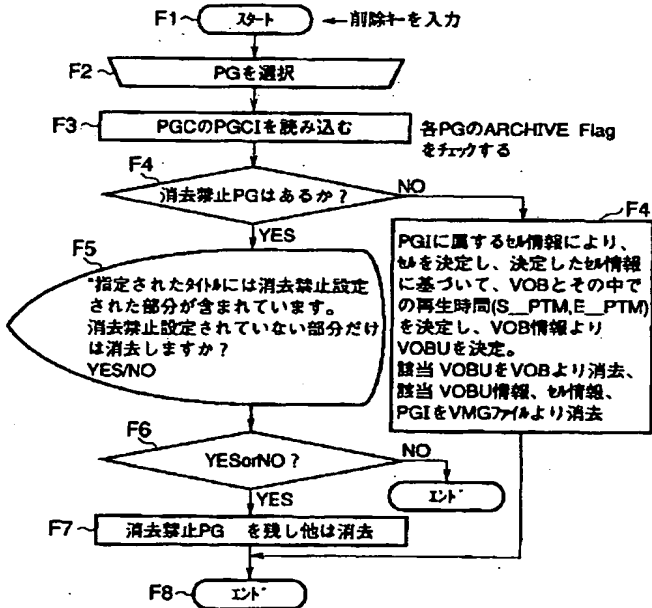 F1
スタート
←削除キーを入力
F2
PGを選択
F3
PGCのPGCIを読み込む
各PGのARCHIVE Flag
をチェックする
F4
消去禁止PGはあるか？
NO
YES
F4
PGIに属するセル情報により、
セルを決定し、決定したセル情報
に基づいて、VOBとその中で
の再生時間(S__PTM,E__PTM)
を決定し、VOB情報より
VOBUを決定。
該当VOBUをVOBより消去、
該当VOBU情報、セル情報、
PGIをVMGファイルより消去
F5
"指定されたタイトルには消去禁止設定
された部分が含まれています。
消去禁止設定されていない部分だけ
は消去しますか？
YES/NO
F6
YESorNO？
NO
エンド
YES
F7
消去禁止PG を残し他は消去
F8
エンド